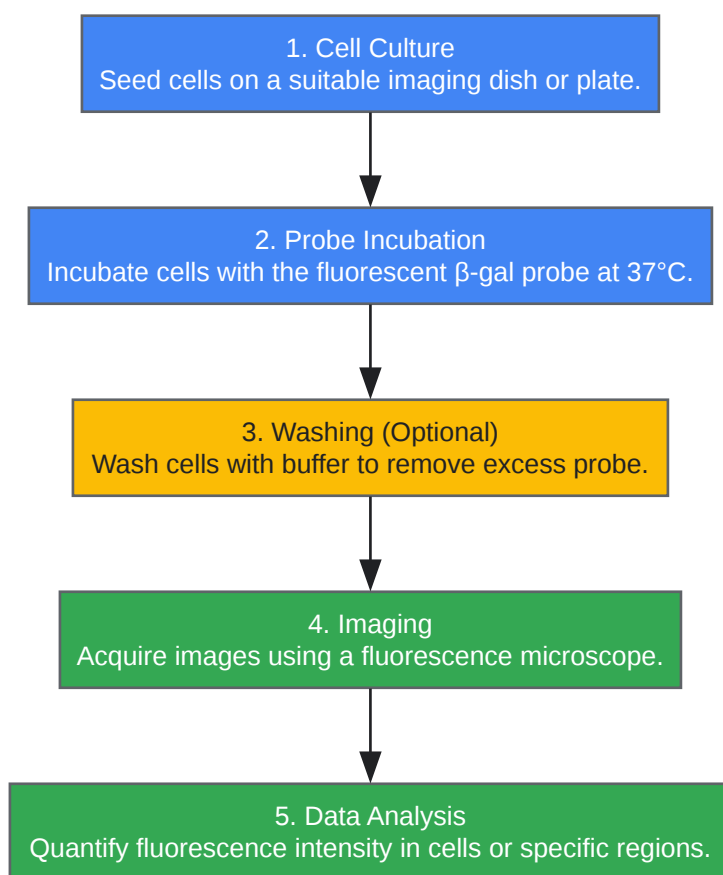 1. Cell Culture
Seed cells on a suitable imaging dish or plate.
2. Probe Incubation
Incubate cells with the fluorescent β-gal probe at 37°C.
3. Washing (Optional)
Wash cells with buffer to remove excess probe.
4. Imaging
Acquire images using a fluorescence microscope.
5. Data Analysis
Quantify fluorescence intensity in cells or specific regions.